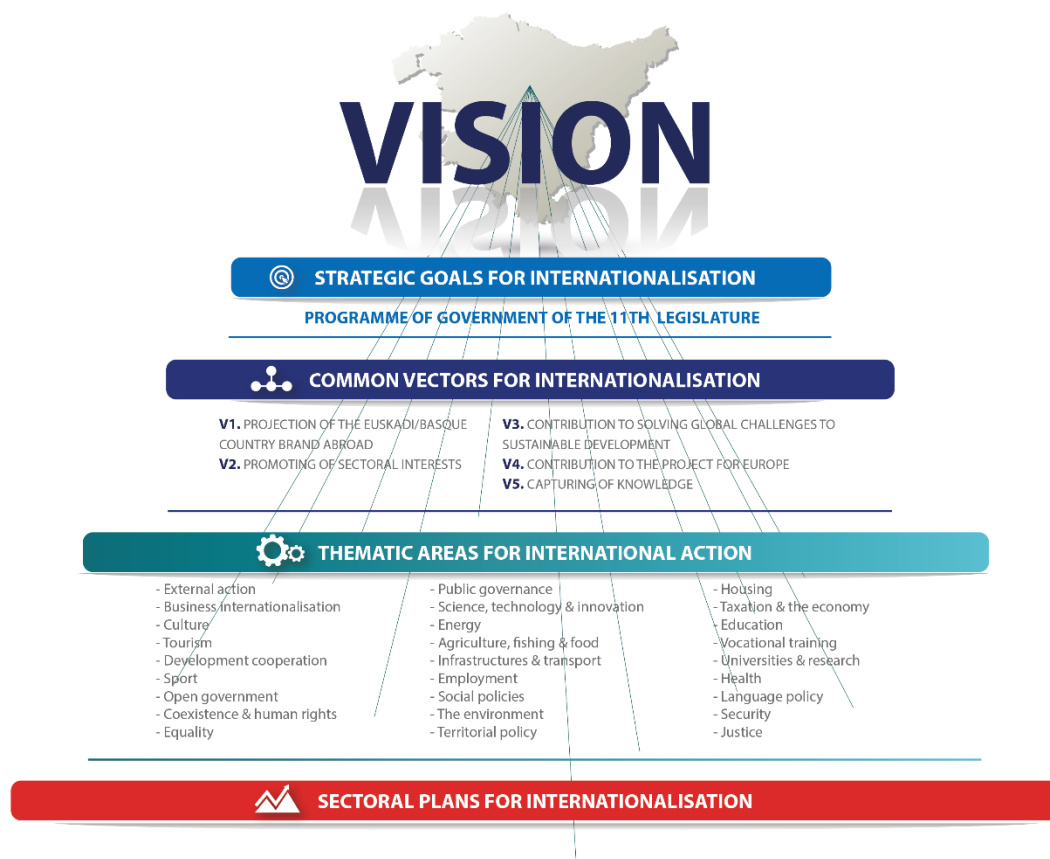 VISION
STRATEGIC GOALS FOR INTERNATIONALISATION
PROGRAMME OF GOVERNMENT OF THE 11TH LEGISLATURE
COMMON VECTORS FOR INTERNATIONALISATION
V1. PROJECTION OF THE EUSKADI/BASQUE
COUNTRY BRAND ABROAD
V2. PROMOTING OF SECTORAL INTERESTS
V3. CONTRIBUTION TO SOLVING GLOBAL CHALLENGES TO
SUSTAINABLE DEVELOPMENT
V4. CONTRIBUTION TO THE PROJECT FOR EUROPE
V5. CAPTURING OF KNOWLEDGE
THEMATIC AREAS FOR INTERNATIONAL ACTION
- External action
- Business internationalisation
- Culture
- Tourism
- Development cooperation
- Sport
- Open government
- Coexistence & human rights
- Equality
- Public governance
- Science, technology & innovation
- Energy
- Agriculture, fishing & food
- Infrastructures & transport
- Employment
- Social policies
- The environment
- Territorial policy
- Housing
- Taxation & the economy
- Education
- Vocational training
- Universities & research
- Health
- Language policy
- Security
- Justice
SECTORAL PLANS FOR INTERNATIONALISATION